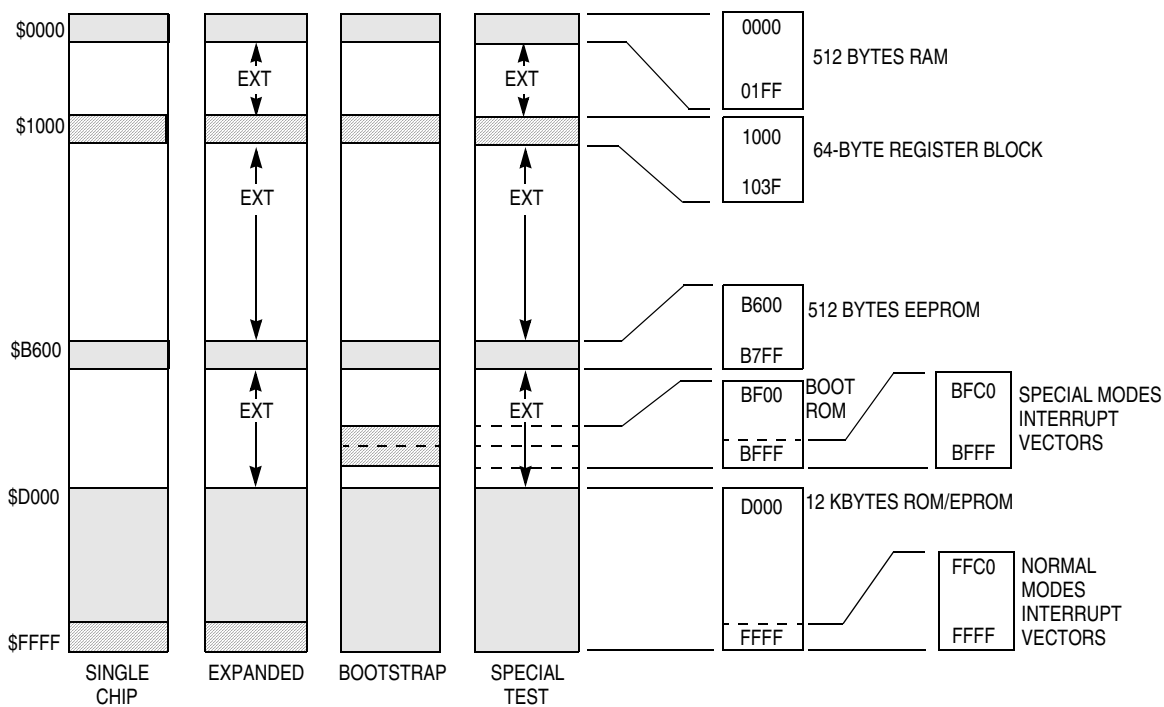 $0000
EXT
EXT
0000
01FF
512 BYTES RAM
$1000
EXT
EXT
1000
103F
64-BYTE REGISTER BLOCK
$B600
EXT
EXT
B600
B7FF
512 BYTES EEPROM
BF00
BFFF
BOOT
ROM
BFC0
BFFF
SPECIAL MODES
INTERRUPT
VECTORS
$D000
D000
12 KBYTES ROM/EPROM
$FFFF
FFFF
FFC0
FFFF
NORMAL
MODES
INTERRUPT
VECTORS
SINGLE
CHIP
EXPANDED
BOOTSTRAP
SPECIAL
TEST